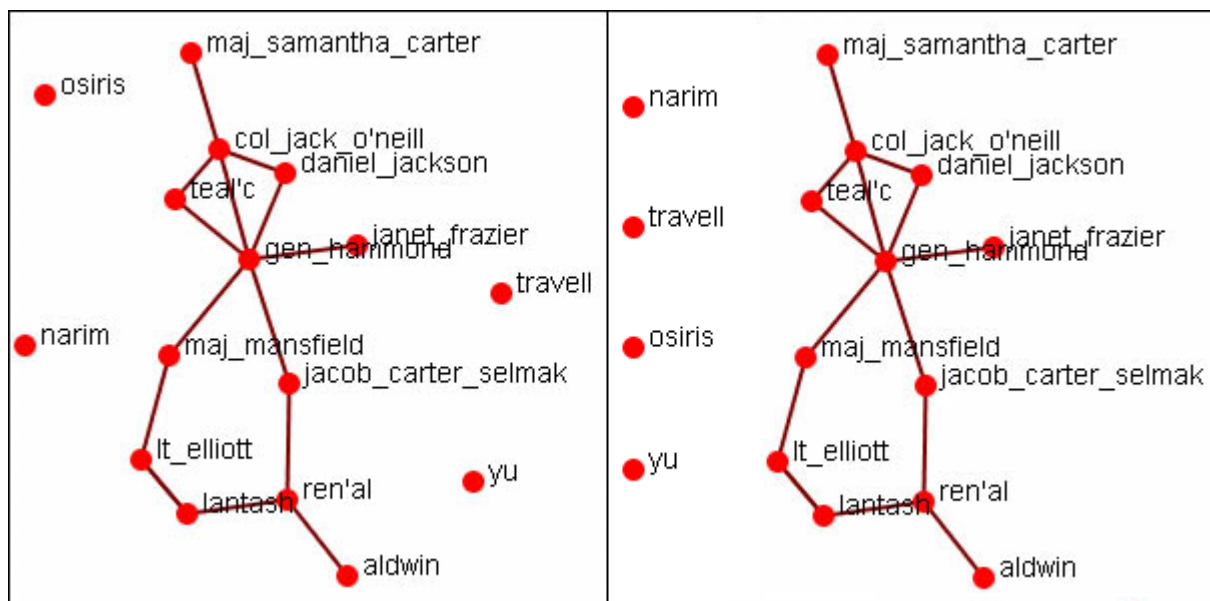 maj_samantha_carter
osiris
col_jack_o'neill
daniel_jackson
teal'c
janet_frazier
gen_hammond
travell
narim
maj_mansfield
jacob_carter_selmak
lt_elliott
yu
ren'al
lantash
aldwin
maj_samantha_carter
narim
col_jack_o'neill
daniel_jackson
teal'c
travell
janet_frazier
gen_hammond
osiris
maj_mansfield
jacob_carter_selmak
lt_elliott
yu
ren'al
lantash
aldwin